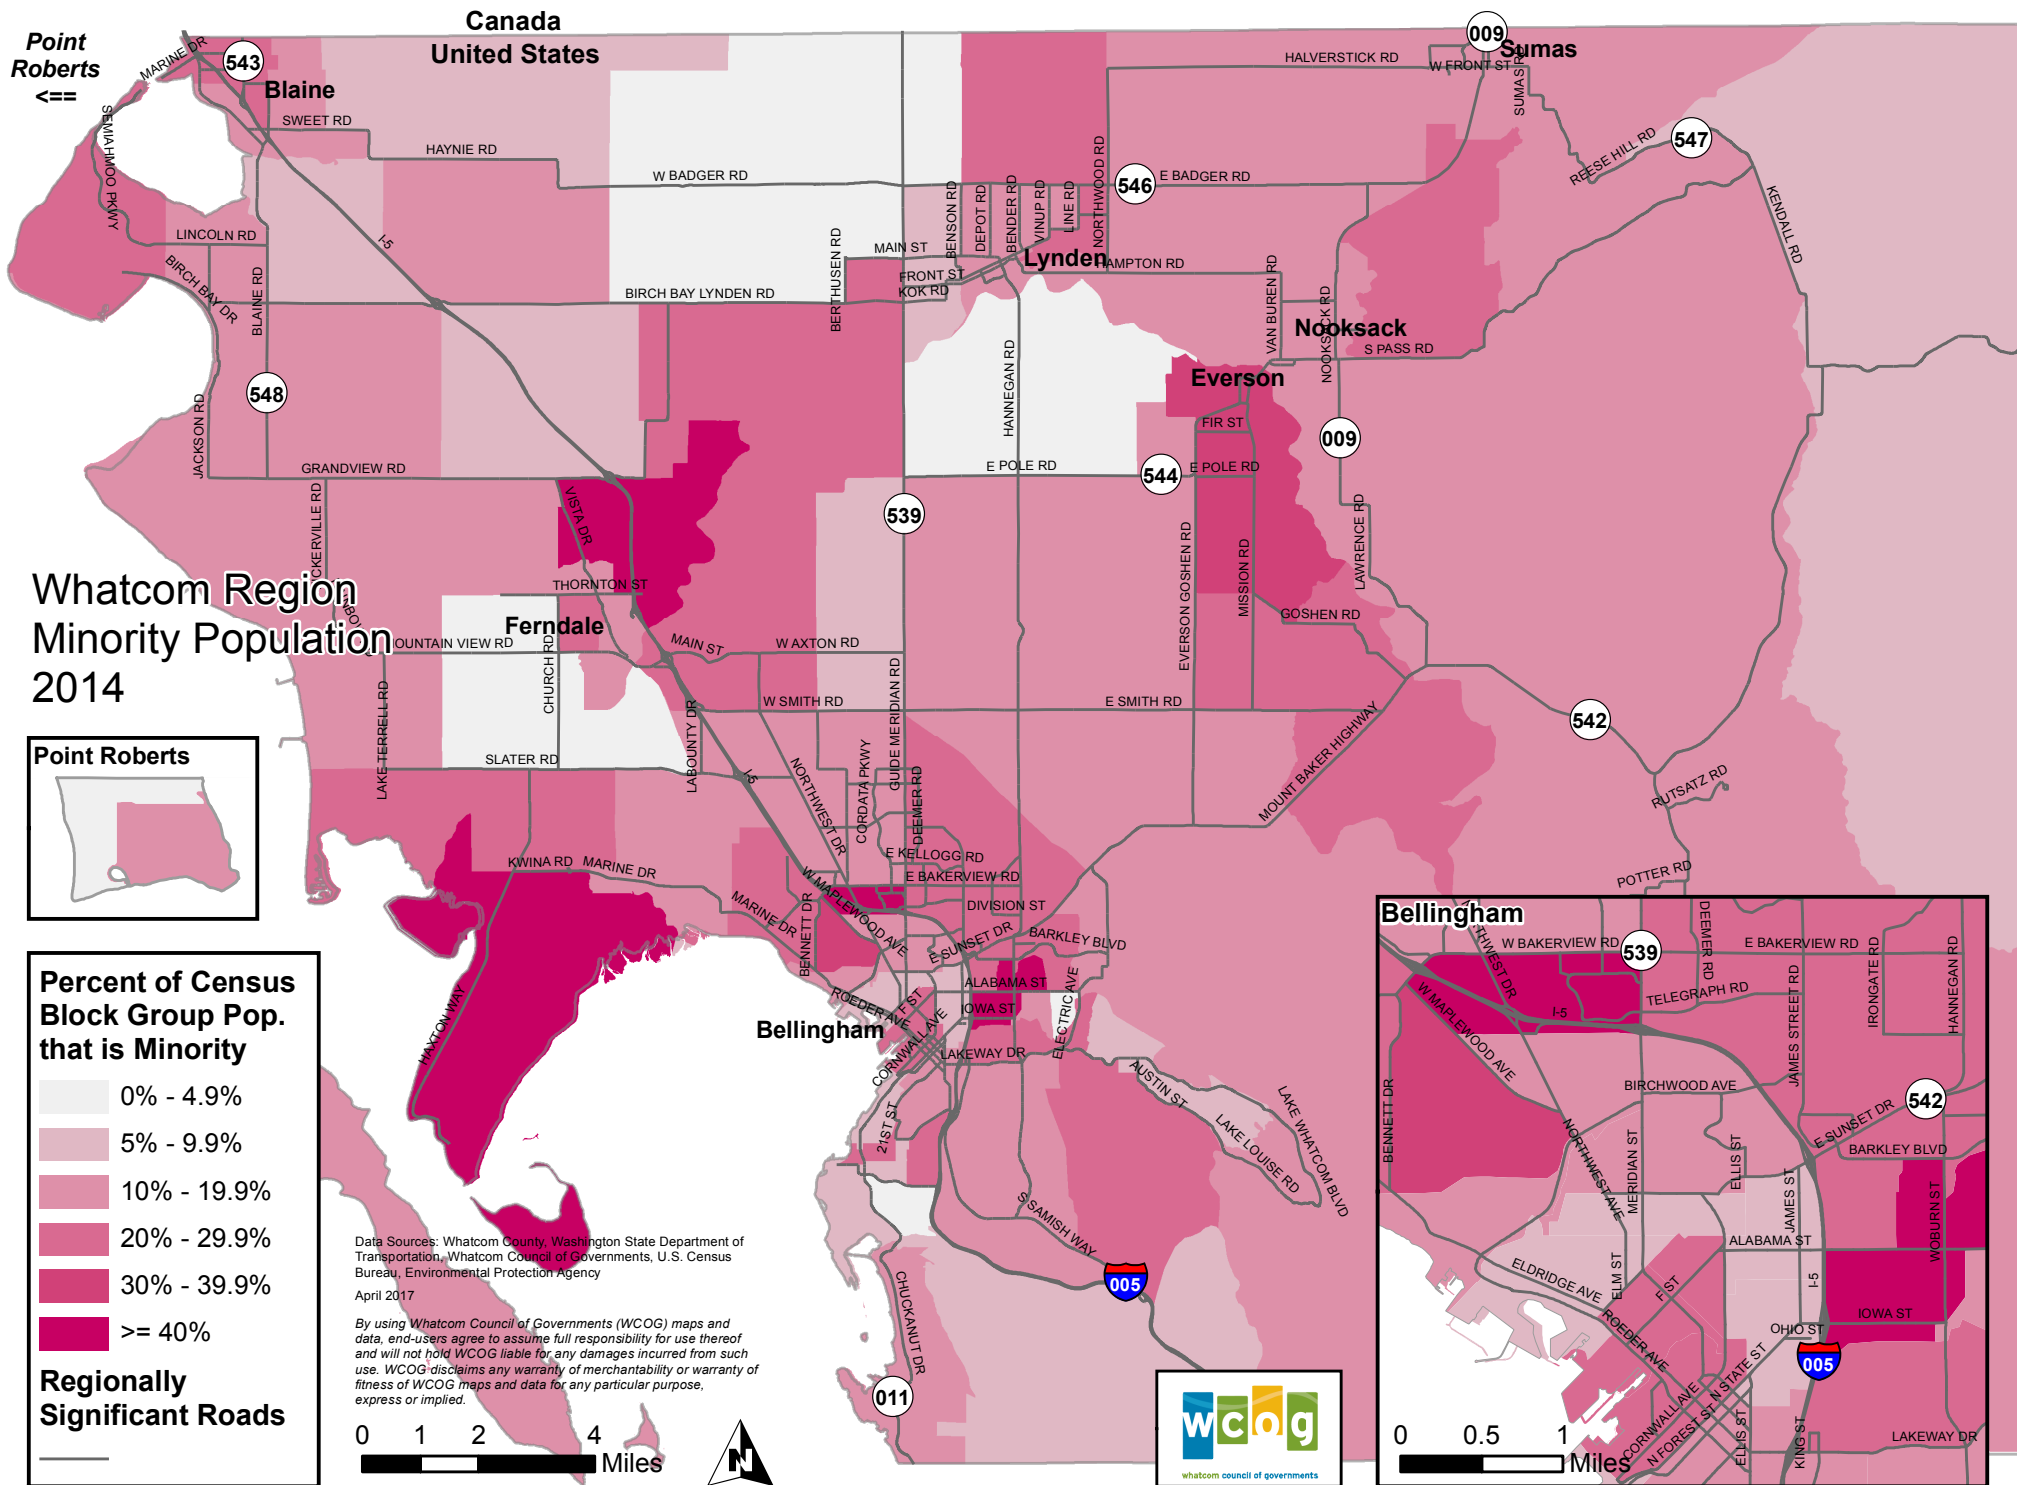 Canada
United States
Point
Roberts
<==
MARINE DR
543
Blaine
SEMIAHMOO PKWY
SWEET RD
HAYNIE RD
W BADGER RD
HALVERSTICK RD
009
Sumas
W FRONT ST
SUMAS RD
REESE HILL RD
547
KENDALL RD
546
E BADGER RD
NORTHWOOD RD
LINE RD
VINUP RD
BENDER RD
DEPOT RD
BENSON RD
LINCOLN RD
I-5
BIRCH BAY DR
BLAINE RD
BIRCH BAY LYNDEN RD
BERTHUSEN RD
MAIN ST
FRONT ST
KOK RD
Lynden
HAMPTON RD
VAN BUREN RD
NOOKSACK RD
Nooksack
S PASS RD
Everson
FIR ST
HANNEGAN RD
548
JACKSON RD
GRANDVIEW RD
VISTA DR
539
E POLE RD
544
E POLE RD
009
LAWRENCE RD
EVERSON GOSHEN RD
MISSION RD
GOSHEN RD
Whatcom Region
Minority Population
2014
THORNTON ST
Ferndale
MOUNTAIN VIEW RD
CHURCH RD
MAIN ST
W AXTON RD
W SMITH RD
E SMITH RD
GUIDE MERIDIAN RD
LAKE TERRELL RD
SLATER RD
LABOUNTY DR
I-5
NORTHWEST DR
CORDATA PKWY
DEEMER RD
542
MOUNT BAKER HIGHWAY
RUTSATZ RD
POTTER RD
Point Roberts
KWINA RD
MARINE DR
MARINE DR
E KELLOGG RD
E BAKERVIEW RD
W MAPLEWOOD AVE
BENNETT DR
DIVISION ST
E SUNSET DR
BARKLEY BLVD
ALABAMA ST
ELECTRIC AVE
IOWA ST
ROEDER AVE
F ST
Bellingham
CORNWALL AVE
LAKEWAY DR
HAXTON WAY
21ST ST
AUSTIN ST
LAKE LOUISE RD
LAKE WHATCOM BLVD
S SAMISH WAY
005
CHUCKANUT DR
011
Percent of Census
Block Group Pop.
that is Minority
0% - 4.9%
5% - 9.9%
10% - 19.9%
20% - 29.9%
30% - 39.9%
>= 40%
Regionally
Significant Roads
Data Sources: Whatcom County, Washington State Department of
Transportation, Whatcom Council of Governments, U.S. Census
Bureau, Environmental Protection Agency
April 2017
By using Whatcom Council of Governments (WCOG) maps and
data, end-users agree to assume full responsibility for use thereof
and will not hold WCOG liable for any damages incurred from such
use. WCOG disclaims any warranty of merchantability or warranty of
fitness of WCOG maps and data for any particular purpose,
express or implied.
0 1 2 4
Miles
N
wcog
whatcom council of governments
Bellingham
W BAKERVIEW RD
539
DEEMER RD
E BAKERVIEW RD
NORTHWEST DR
W MAPLEWOOD AVE
I-5
TELEGRAPH RD
JAMES STREET RD
IRONGATE RD
HANNEGAN RD
BENNETT DR
BIRCHWOOD AVE
542
E SUNSET DR
BARKLEY BLVD
NORTHWEST AVE
MERIDIAN ST
ELLIS ST
JAMES ST
WOBURN ST
ALABAMA ST
ELDRIDGE AVE
ELM ST
F ST
I-5
IOWA ST
OHIO ST
ROEDER AVE
005
N STATE ST
CORNWALL AVE
N FOREST ST
ELLIS ST
KING ST
LAKEWAY DR
0 0.5 1
Miles